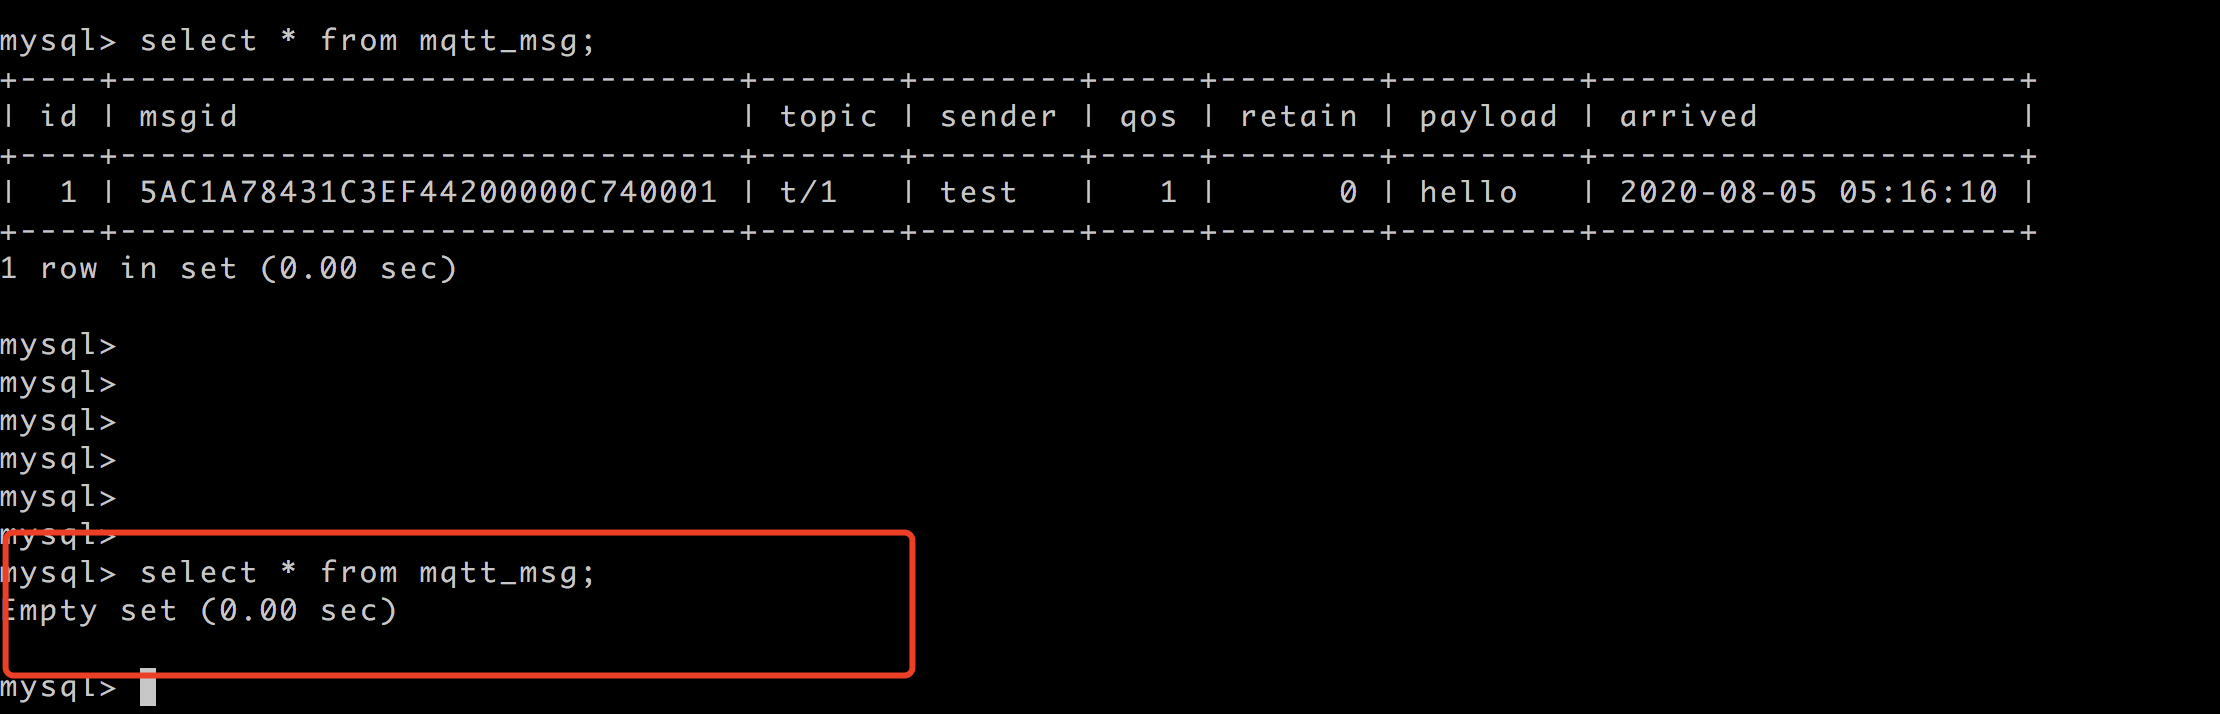 mysql> select * from mqtt_msg;
+----+-------------------------------+-------+--------+-----+--------+---------+---------------------+
| id | msgid                         | topic | sender | qos | retain | payload | arrived             |
+----+-------------------------------+-------+--------+-----+--------+---------+---------------------+
|  1 | 5AC1A78431C3EF44200000C740001 | t/1   | test   |   1 |      0 | hello   | 2020-08-05 05:16:10 |
+----+-------------------------------+-------+--------+-----+--------+---------+---------------------+
1 row in set (0.00 sec)
mysql>
mysql>
mysql>
mysql>
mysql>
mysql>
mysql> select * from mqtt_msg;
Empty set (0.00 sec)
mysql>